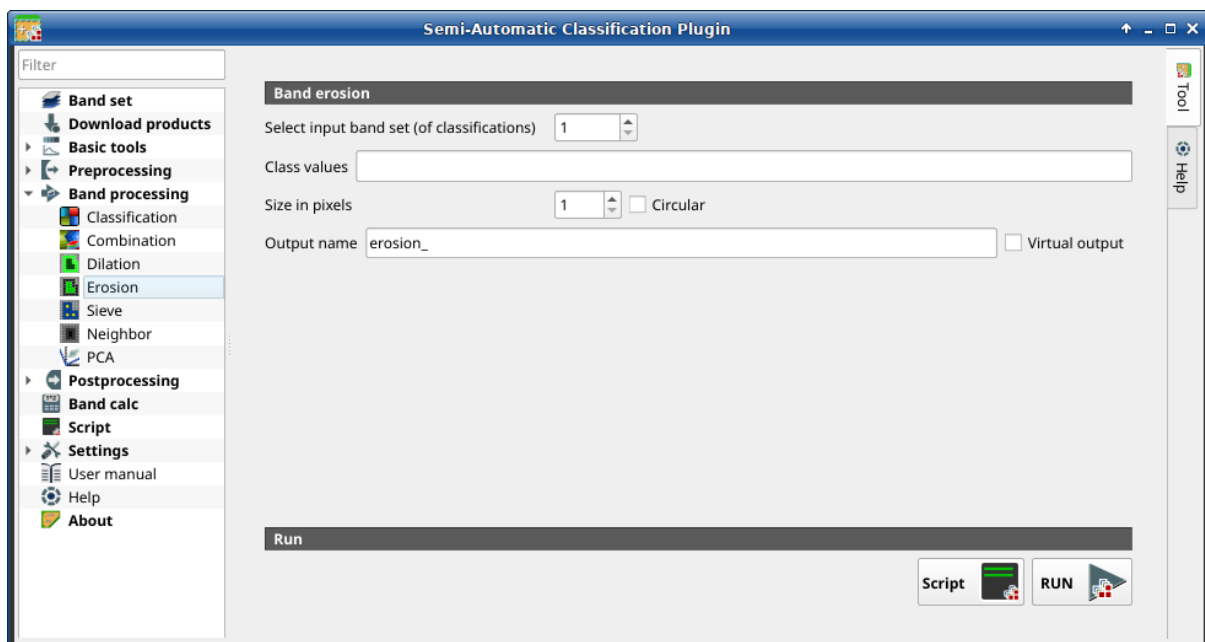 Semi-Automatic Classification Plugin
Filter
Band set
Download products
Basic tools
Preprocessing
Band processing
Classification
Combination
Dilation
Erosion
Sieve
Neighbor
PCA
Postprocessing
Band calc
Script
Settings
User manual
Help
About
Band erosion
Select input band set (of classifications) 1
Class values
Size in pixels 1 Circular
Output name erosion_ Virtual output
Run
Script RUN
Tool
Help